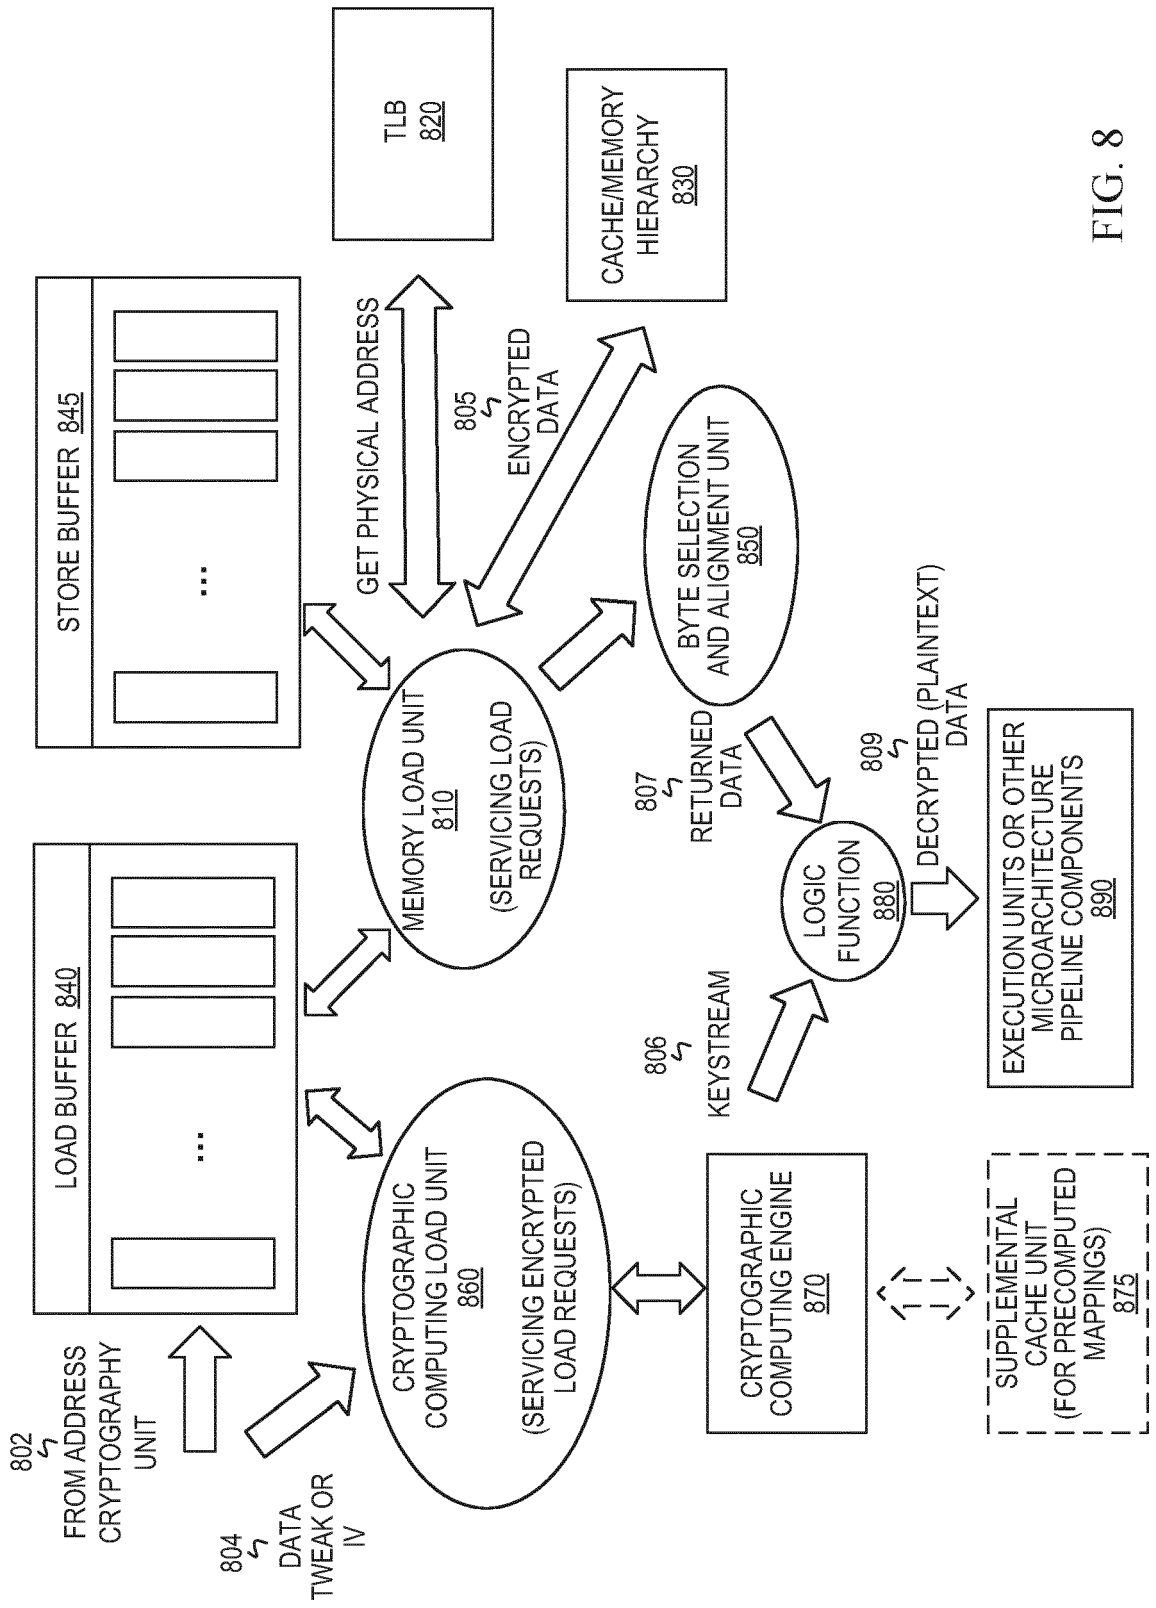 802
FROM ADDRESS
CRYPTOGRAPHY
UNIT
LOAD BUFFER 840
...
STORE BUFFER 845
...
804
DATA
TWEAK OR
IV
CRYPTOGRAPHIC
COMPUTING LOAD UNIT
860
(SERVICING ENCRYPTED
LOAD REQUESTS)
MEMORY LOAD UNIT
810
(SERVICING LOAD
REQUESTS)
GET PHYSICAL ADDRESS
TLB
820
805
ENCRYPTED
DATA
CACHE/MEMORY
HIERARCHY
830
BYTE SELECTION
AND ALIGNMENT UNIT
850
807
RETURNED
DATA
806
KEYSTREAM
CRYPTOGRAPHIC
COMPUTING ENGINE
870
LOGIC
FUNCTION
880
809
DECRYPTED (PLAINTEXT)
DATA
SUPPLEMENTAL
CACHE UNIT
(FOR PRECOMPUTED
MAPPINGS)
875
EXECUTION UNITS OR OTHER
MICROARCHITECTURE
PIPELINE COMPONENTS
890
FIG. 8